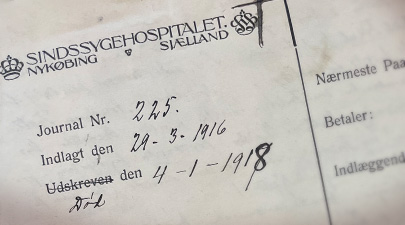 SINDSSYGEHOSPITALET.
NYKØBING SJÆLLAND
Journal Nr. 225.
Indlagt den 29-3-1916
Udskreven den 4-1-1918
Død
Nærmeste Paa
Betaler:
Indlæggend